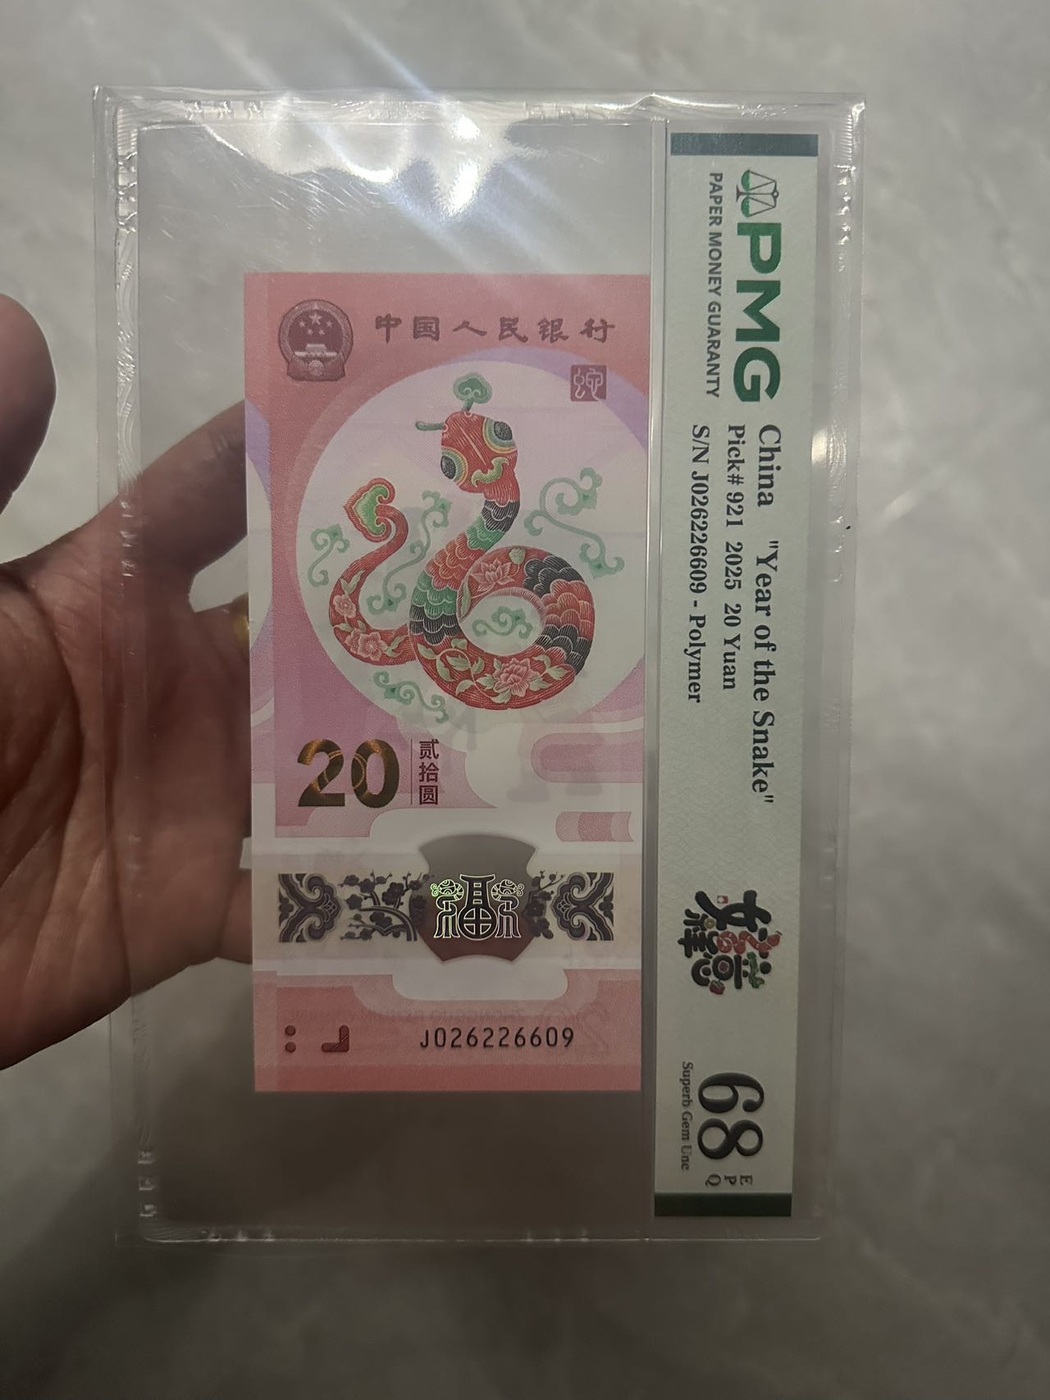 中国人民银行
蛇
20
贰拾圆
福
J026226609
PMG
PAPER MONEY GUARANTY
China "Year of the Snake"
Pick# 921 2025 20 Yuan
S/N J026226609 - Polymer
68 EPQ
Superb Gem Unc